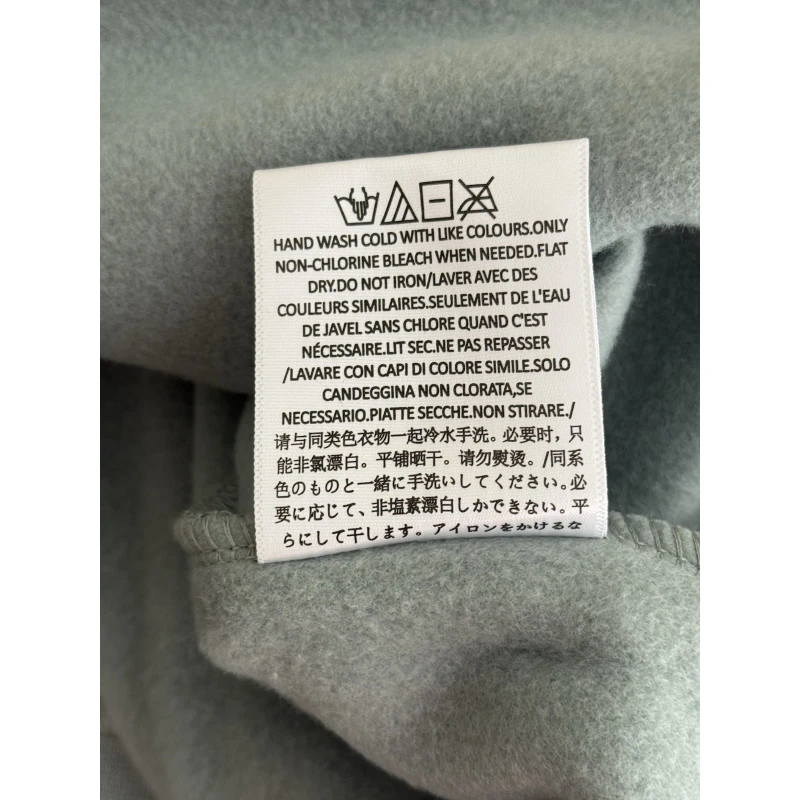 HAND WASH COLD WITH LIKE COLOURS.ONLY
NON-CHLORINE BLEACH WHEN NEEDED.FLAT
DRY.DO NOT IRON/LAVER AVEC DES
COULEURS SIMILAIRES.SEULEMENT DE L'EAU
DE JAVEL SANS CHLORE QUAND C'EST
NÉCESSAIRE.LIT SEC.NE PAS REPASSER
/LAVARE CON CAPI DI COLORE SIMILE.SOLO
CANDEGGINA NON CLORATA,SE
NECESSARIO.PIATTE SECCHE.NON STIRARE./
请与同类色衣物一起冷水手洗。必要时，只
能非氯漂白。平铺晒干。请勿熨烫。/同系
色のものと一緒に手洗いしてください。必
要に応じて、非塩素漂白しかできない。平
らにして干します。アイロンをかけるな